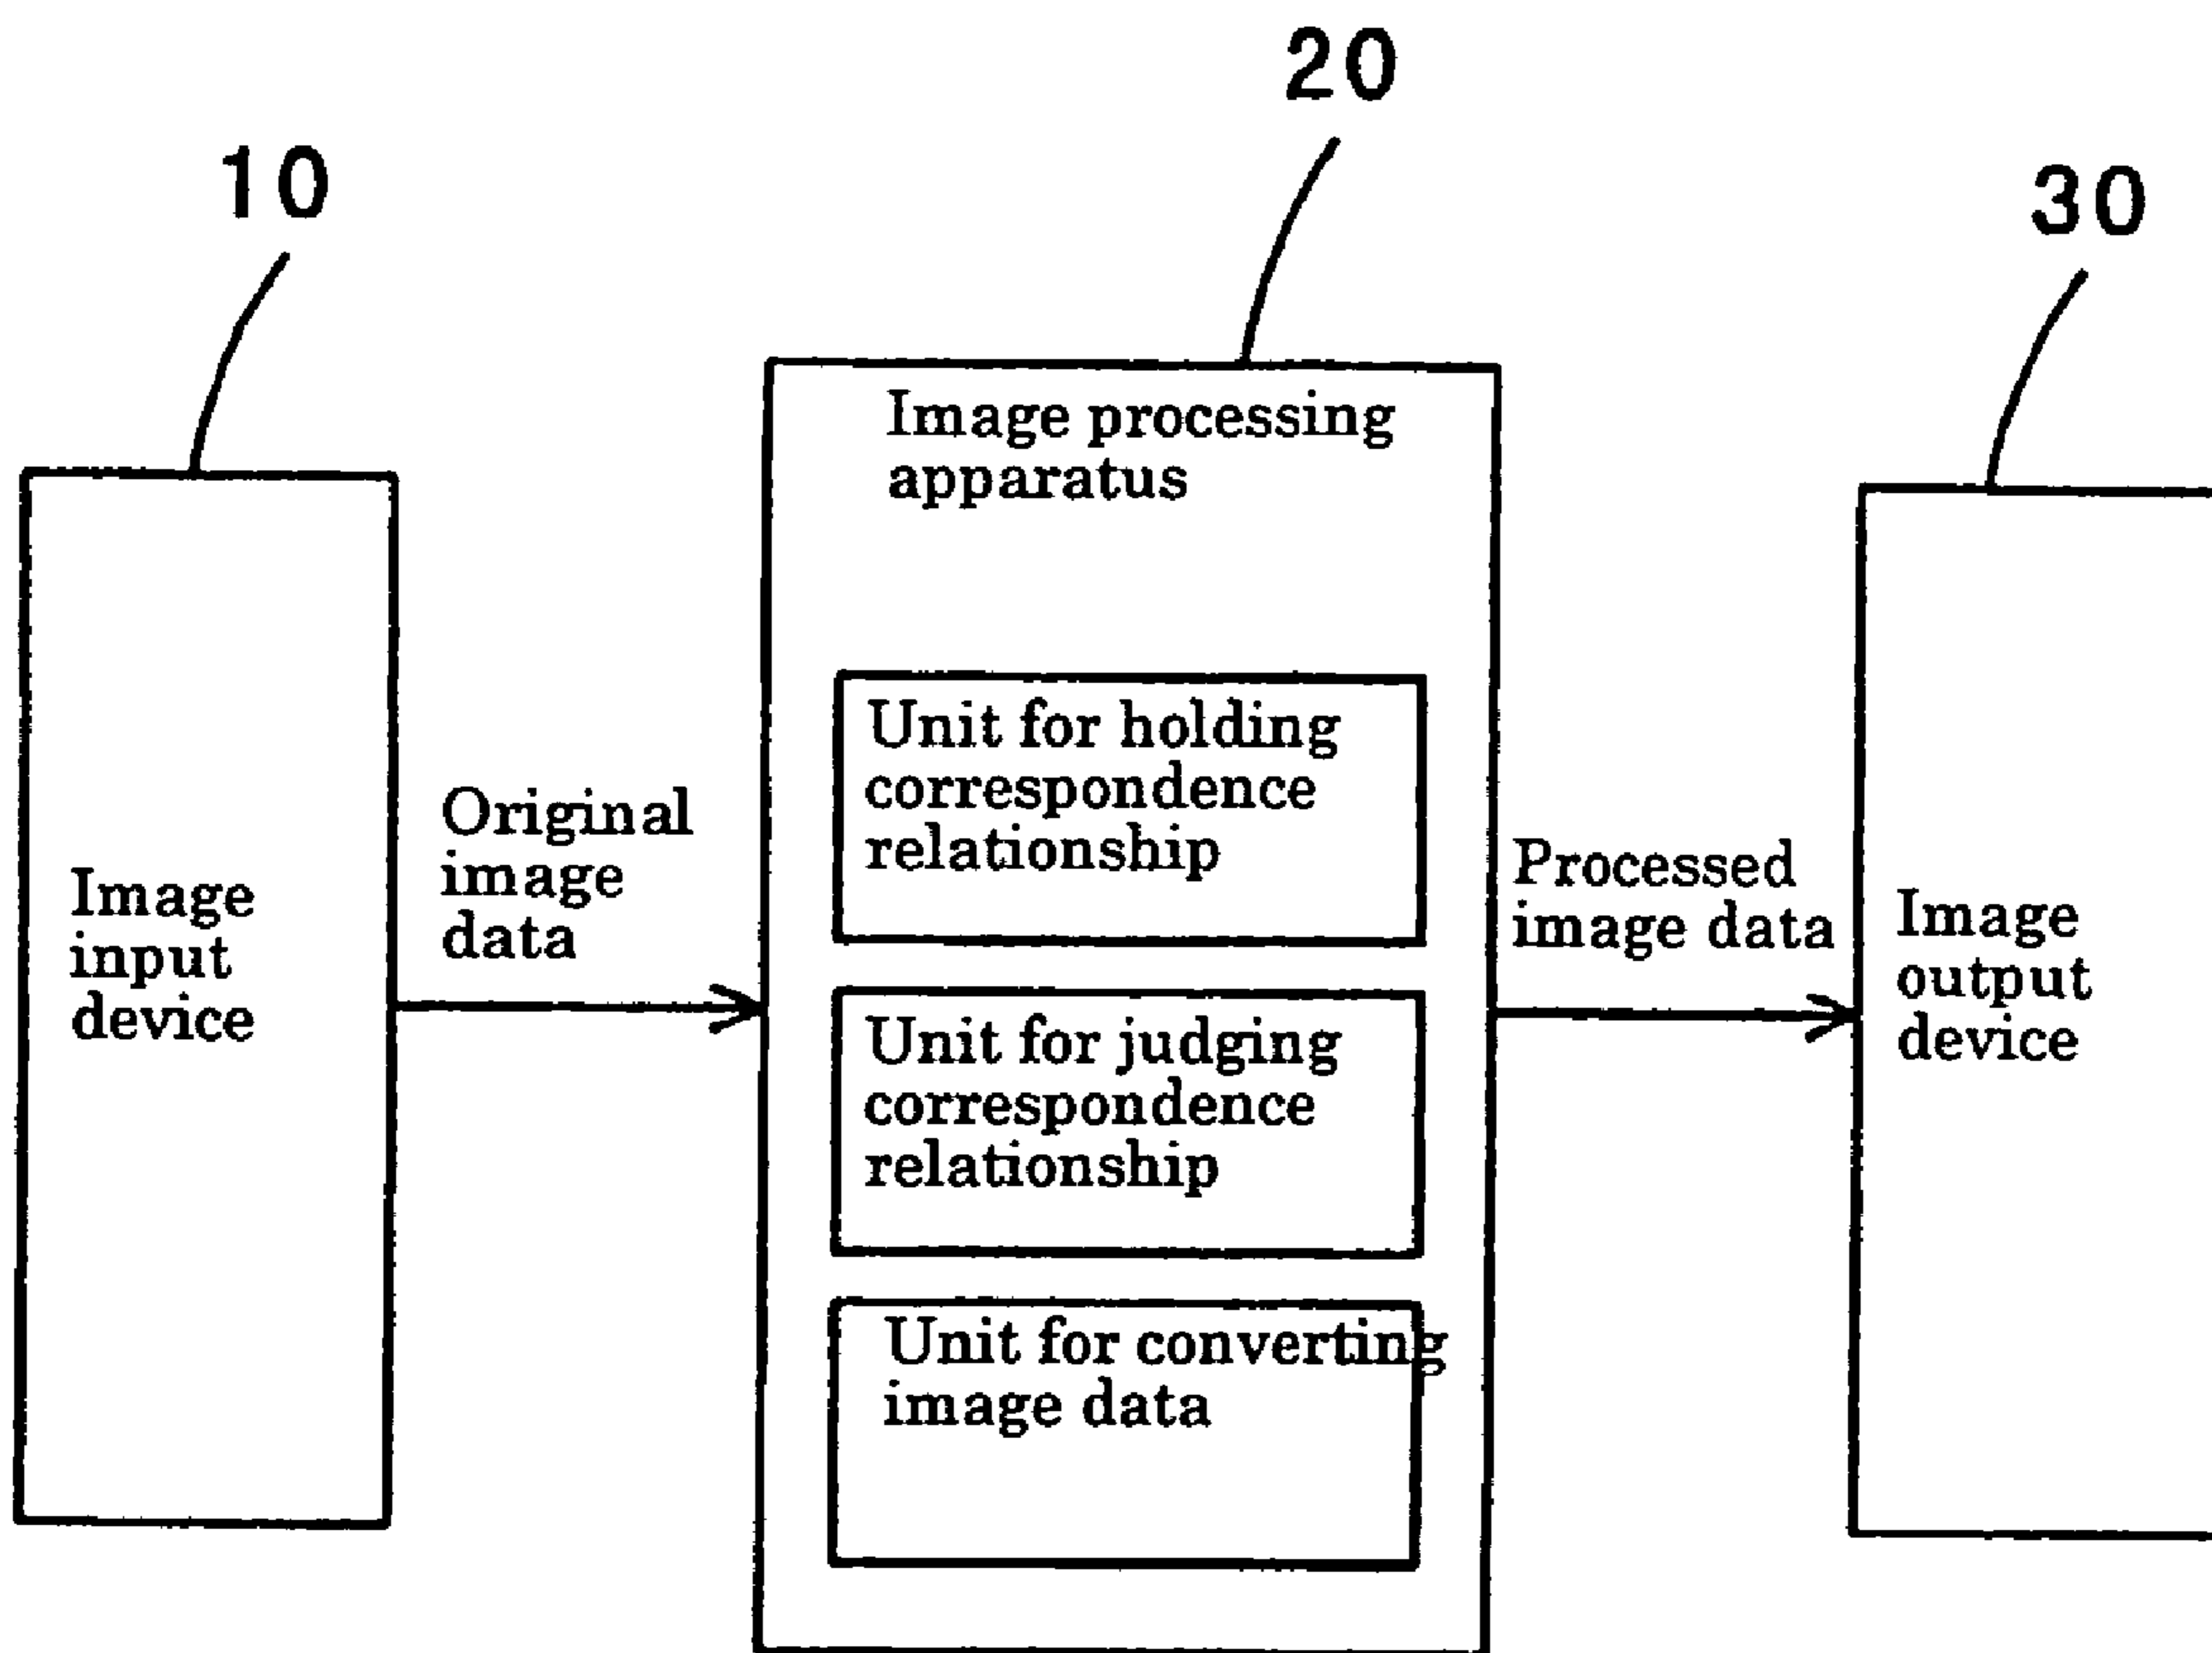 20
10
30
Image processing
apparatus
Unit for holding
correspondence
relationship
Original
image
data
Processed
image data
Image
input
device
Image
output
device
Unit for judging
correspondence
relationship
Unit for converting
image data